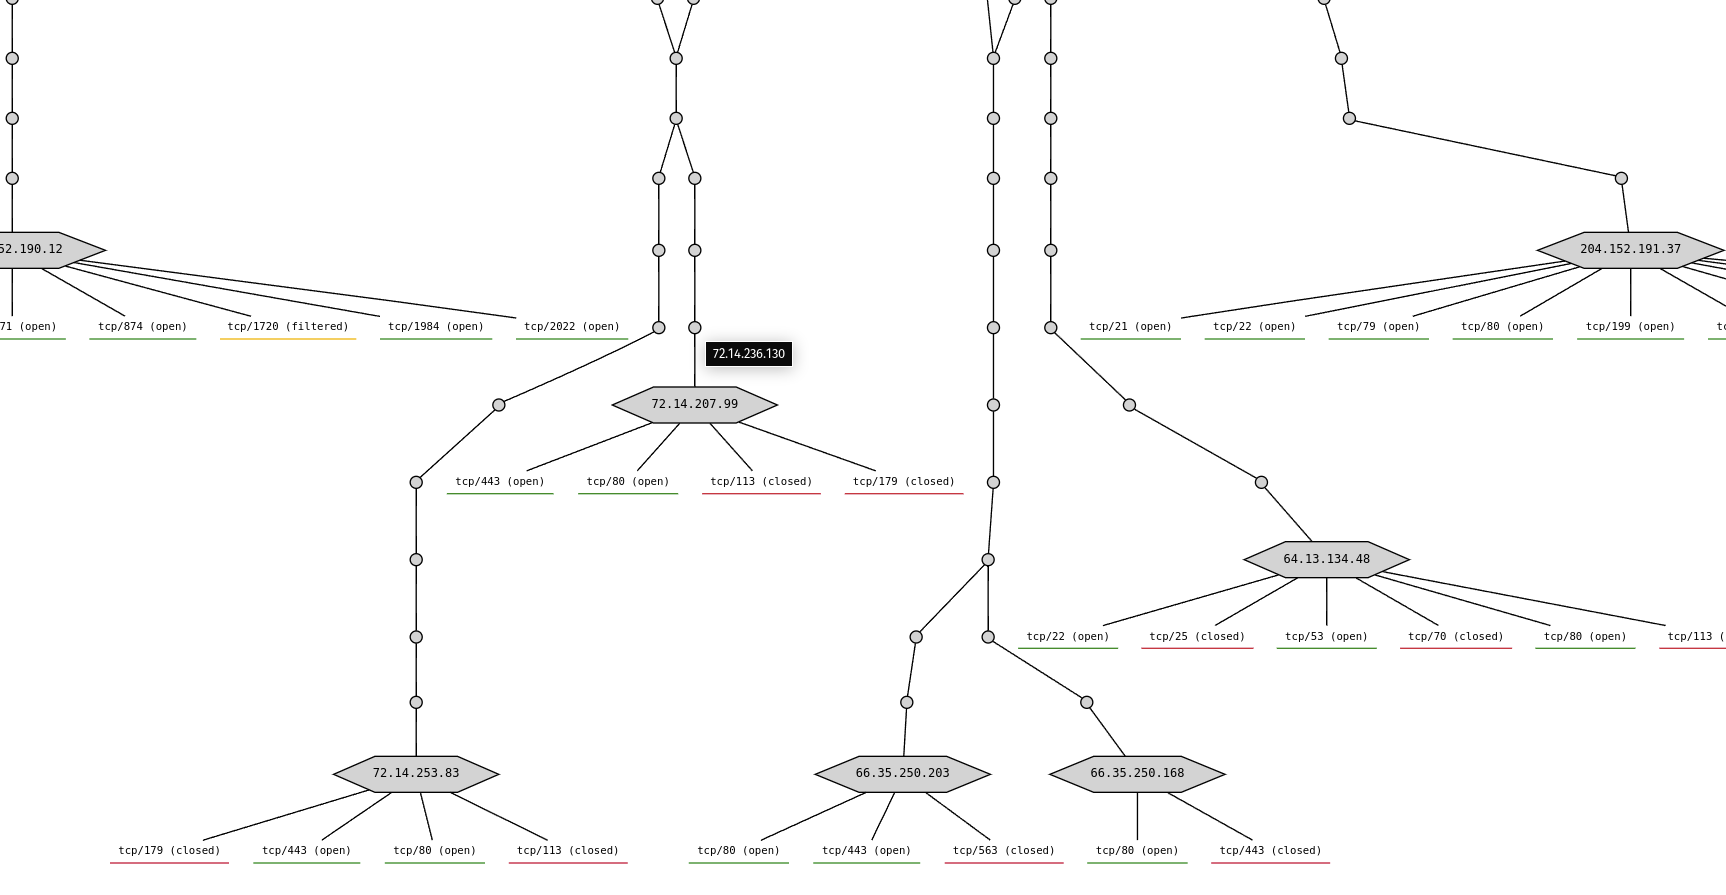 52.190.12
204.152.191.37
71 (open)
tcp/874 (open)
tcp/1720 (filtered)
tcp/1984 (open)
tcp/2022 (open)
tcp/21 (open)
tcp/22 (open)
tcp/79 (open)
tcp/80 (open)
tcp/199 (open)
tc
72.14.236.130
72.14.207.99
tcp/443 (open)
tcp/80 (open)
tcp/113 (closed)
tcp/179 (closed)
64.13.134.48
tcp/22 (open)
tcp/25 (closed)
tcp/53 (open)
tcp/70 (closed)
tcp/80 (open)
tcp/113 (
72.14.253.83
66.35.250.203
66.35.250.168
tcp/179 (closed)
tcp/443 (open)
tcp/80 (open)
tcp/113 (closed)
tcp/80 (open)
tcp/443 (open)
tcp/563 (closed)
tcp/80 (open)
tcp/443 (closed)